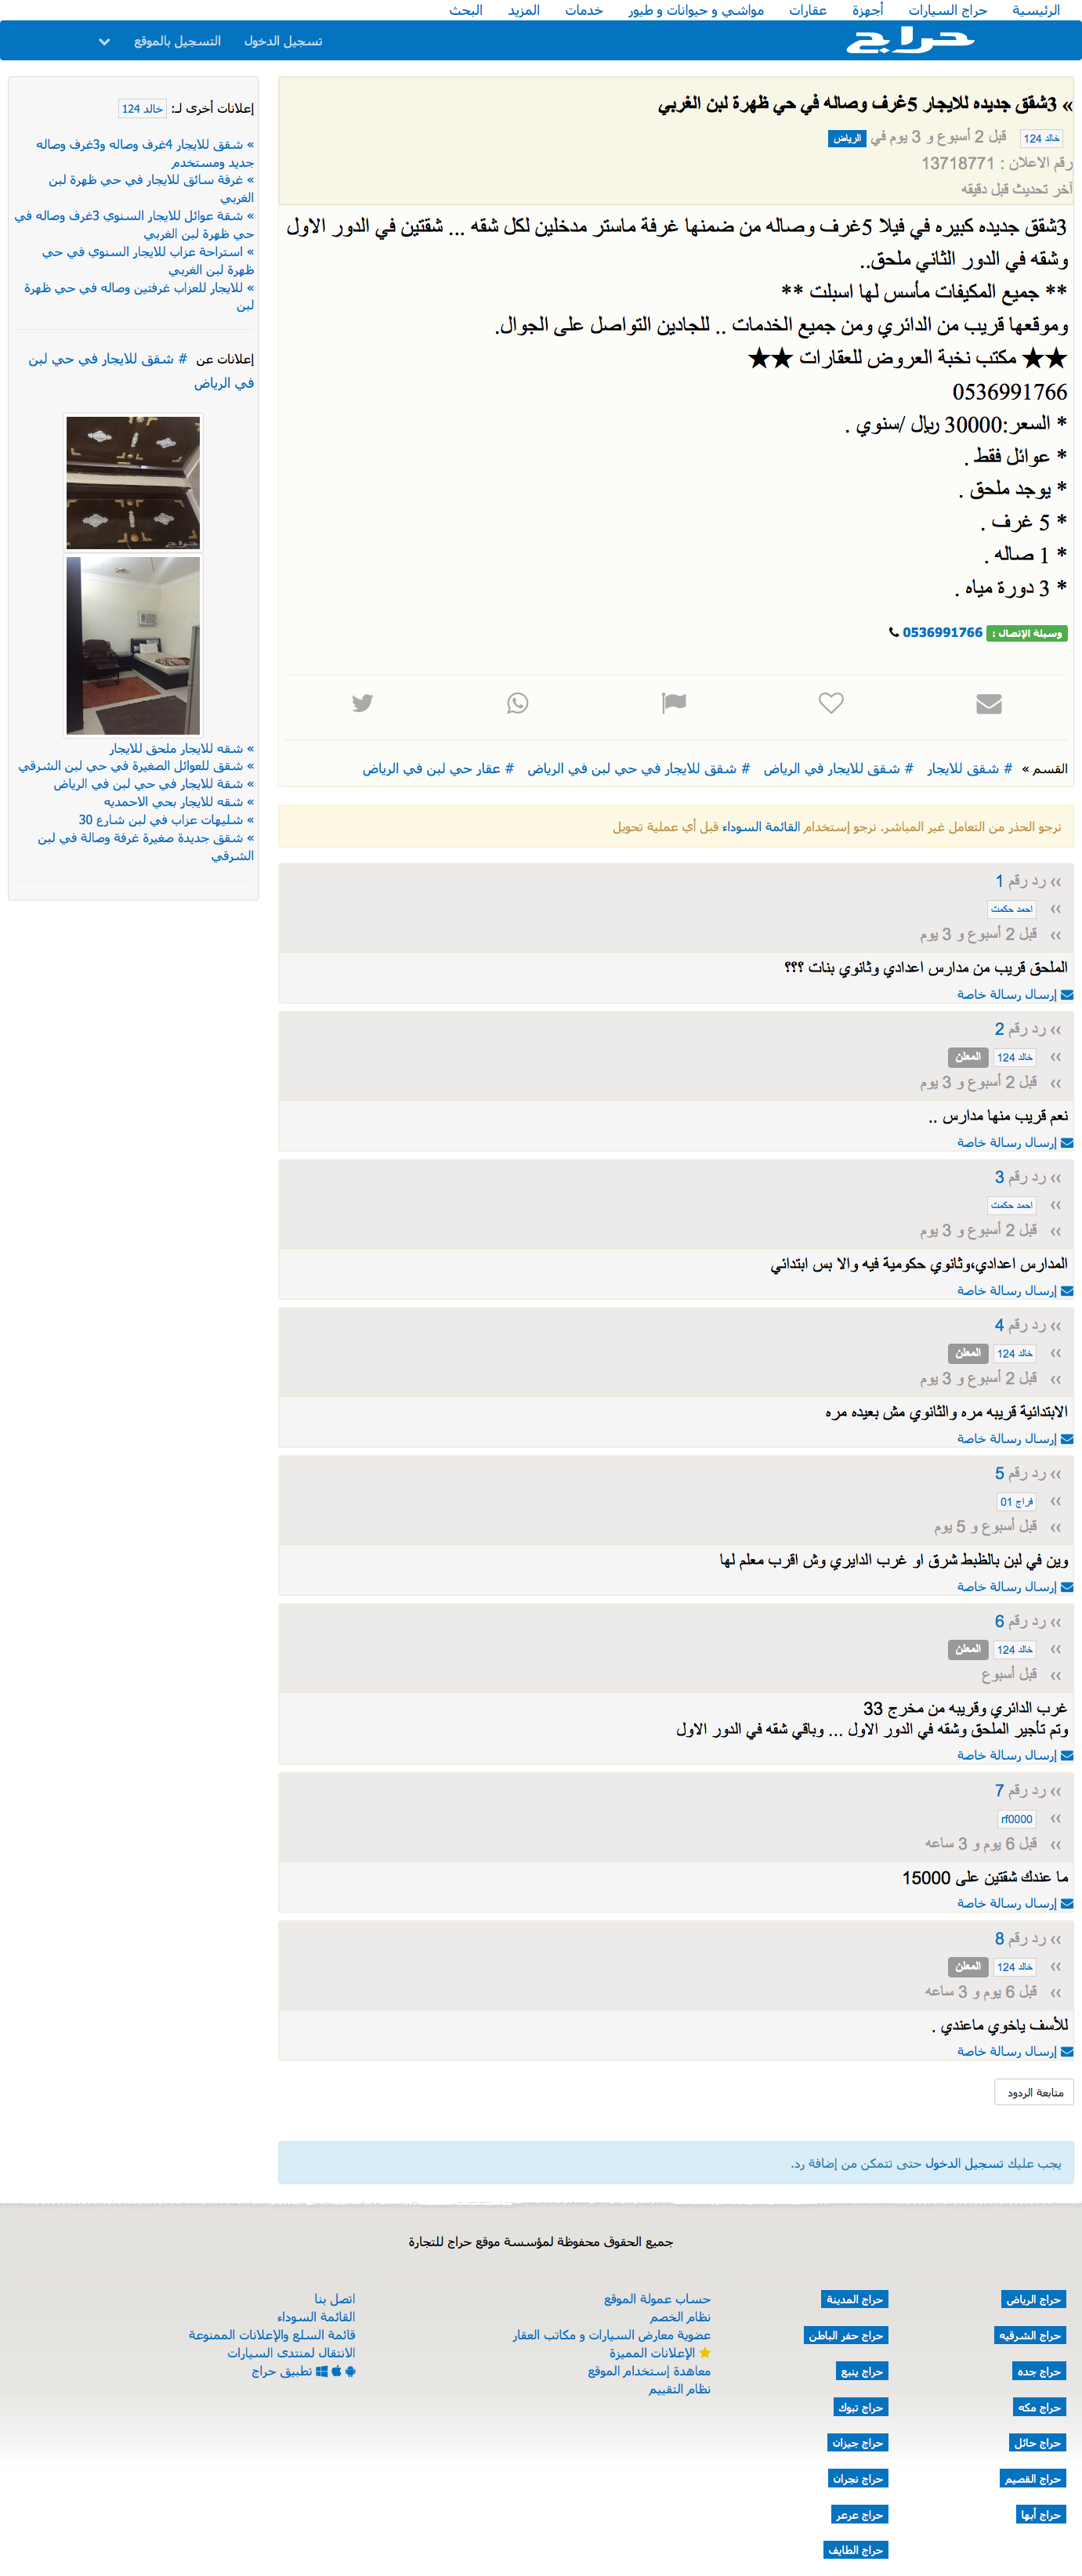 الرئيسية حراج السيارات أجهزة عقارات مواشي و حيوانات و طيور خدمات المزيد البحث
حراج تسجيل الدخول التسجيل بالموقع
» 3شقق جديده للايجار 5غرف وصاله في حي ظهرة لبن الغربي
خالد 124 قبل 2 أسبوع و 3 يوم في الرياض
رقم الاعلان : 13718771
آخر تحديث قبل دقيقه
3شقق جديده كبيره في فيلا 5غرف وصاله من ضمنها غرفة ماستر مدخلين لكل شقه ... شقتين في الدور الاول
وشقه في الدور الثاني ملحق..
** جميع المكيفات مأسس لها اسبلت **
وموقعها قريب من الدائري ومن جميع الخدمات .. للجادين التواصل على الجوال.
★★ مكتب نخبة العروض للعقارات ★★
0536991766
* السعر:30000 ريال /سنوي .
* عوائل فقط .
* يوجد ملحق .
* 5 غرف .
* 1 صاله .
* 3 دورة مياه .
وسيلة الإتصال : 0536991766
القسم » # شقق للايجار # شقق للايجار في الرياض # شقق للايجار في حي لبن في الرياض # عقار حي لبن في الرياض
نرجو الحذر من التعامل غير المباشر. نرجو إستخدام القائمة السوداء قبل أي عملية تحويل
›› رد رقم 1
›› احمد حكمت
›› قبل 2 أسبوع و 3 يوم
الملحق قريب من مدارس اعدادي وثانوي بنات ؟؟؟
إرسال رسالة خاصة
›› رد رقم 2
›› خالد 124 المعلن
›› قبل 2 أسبوع و 3 يوم
نعم قريب منها مدارس ..
إرسال رسالة خاصة
›› رد رقم 3
›› احمد حكمت
›› قبل 2 أسبوع و 3 يوم
المدارس اعدادي،وثانوي حكومية فيه والا بس ابتدائي
إرسال رسالة خاصة
›› رد رقم 4
›› خالد 124 المعلن
›› قبل 2 أسبوع و 3 يوم
الابتدائية قريبه مره والثانوي مش بعيده مره
إرسال رسالة خاصة
›› رد رقم 5
›› فراج 01
›› قبل أسبوع و 5 يوم
وين في لبن بالظبط شرق او غرب الدايري وش اقرب معلم لها
إرسال رسالة خاصة
›› رد رقم 6
›› خالد 124 المعلن
›› قبل أسبوع
غرب الدائري وقريبه من مخرج 33
وتم تأجير الملحق وشقه في الدور الاول ... وباقي شقه في الدور الاول
إرسال رسالة خاصة
›› رد رقم 7
›› rf0000
›› قبل 6 يوم و 3 ساعه
ما عندك شقتين على 15000
إرسال رسالة خاصة
›› رد رقم 8
›› خالد 124 المعلن
›› قبل 6 يوم و 3 ساعه
للأسف ياخوي ماعندي .
إرسال رسالة خاصة
متابعة الردود
يجب عليك تسجيل الدخول حتى تتمكن من إضافة رد.
إعلانات أخرى لـ: خالد 124
» شقق للايجار 4غرف وصاله و3غرف وصاله
جديد ومستخدم
» غرفة سائق للايجار في حي ظهرة لبن
الغربي
» شقة عوائل للايجار السنوي 3غرف وصاله في
حي ظهرة لبن الغربي
» استراحة عزاب للايجار السنوي في حي
ظهرة لبن الغربي
» للايجار للعزاب غرفتين وصاله في حي ظهرة
لبن
إعلانات عن # شقق للايجار في حي لبن
في الرياض
حراج
» شقه للايجار ملحق للايجار
» شقق للعوائل الصغيرة في حي لبن الشرقي
» شقة للايجار في حي لبن في الرياض
» شقه للايجار بحي الاحمديه
» شليهات عزاب في لبن شارع 30
» شقق جديدة صغيرة غرفة وصالة في لبن
الشرقي
جميع الحقوق محفوظة لمؤسسة موقع حراج للتجارة
حراج الرياض
حراج الشرقيه
حراج جده
حراج مكه
حراج حائل
حراج القصيم
حراج أبها
حراج المدينة
حراج حفر الباطن
حراج ينبع
حراج تبوك
حراج جيزان
حراج نجران
حراج عرعر
حراج الطايف
حساب عمولة الموقع
نظام الخصم
عضوية معارض السيارات و مكاتب العقار
الإعلانات المميزة
معاهدة إستخدام الموقع
نظام التقييم
اتصل بنا
القائمة السوداء
قائمة السلع والإعلانات الممنوعة
الانتقال لمنتدى السيارات
تطبيق حراج